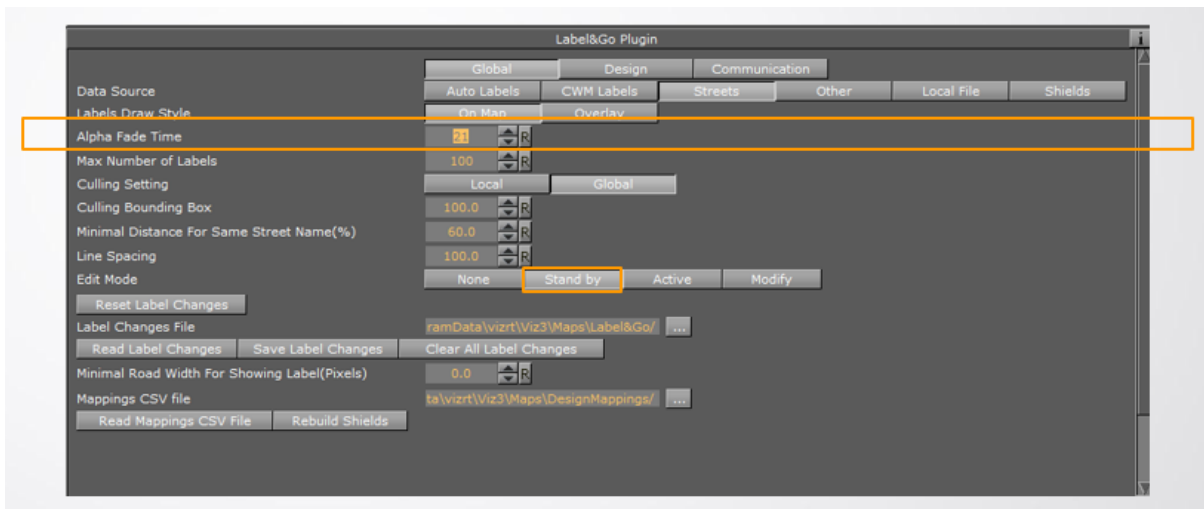 Label&Go Plugin i
Global Design Communication
Data Source Auto Labels CWM Labels Streets Other Local File Shields
Labels Draw Style On Map Overlay
Alpha Fade Time 21 R
Max Number of Labels 100 R
Culling Setting Local Global
Culling Bounding Box 100.0 R
Minimal Distance For Same Street Name(%) 60.0 R
Line Spacing 100.0 R
Edit Mode None Stand by Active Modify
Reset Label Changes
Label Changes File ramData\vizrt\Viz3\Maps\Label&Go/ ...
Read Label Changes Save Label Changes Clear All Label Changes
Minimal Road Width For Showing Label(Pixels) 0.0 R
Mappings CSV file ta\vizrt\Viz3\Maps\DesignMappings/ ...
Read Mappings CSV File Rebuild Shields